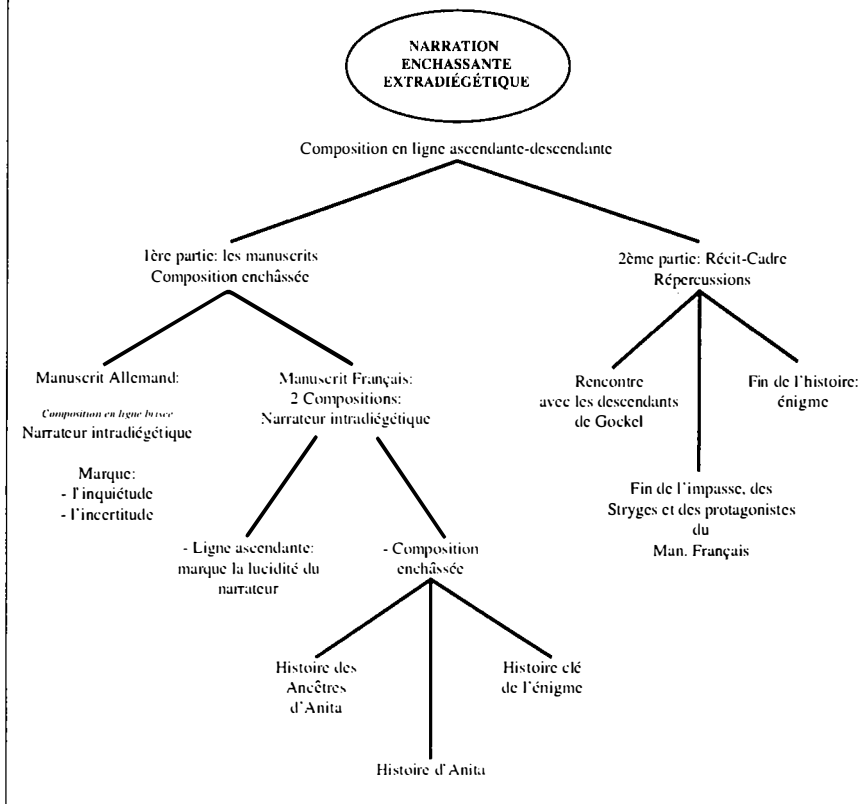 NARRATION
ENCHASSANTE
EXTRADIÉGÉTIQUE
Composition en ligne ascendante-descendante
1ère partie: les manuscrits
Composition enchâssée
2ème partie: Récit-Cadre
Répercussions
Manuscrit Allemand:
Composition en ligne brisée
Narrateur intradiégétique
Marque:
- l'inquiétude
- l'incertitude
Manuscrit Français:
2 Compositions:
Narrateur intradiégétique
Rencontre
avec les descendants
de Gockel
Fin de l'histoire:
énigme
Fin de l'impasse, des
Stryges et des protagonistes
du
Man. Français
- Ligne ascendante:
marque la lucidité du
narrateur
- Composition
enchâssée
Histoire des
Ancêtres
d'Anita
Histoire clé
de l'énigme
Histoire d'Anita